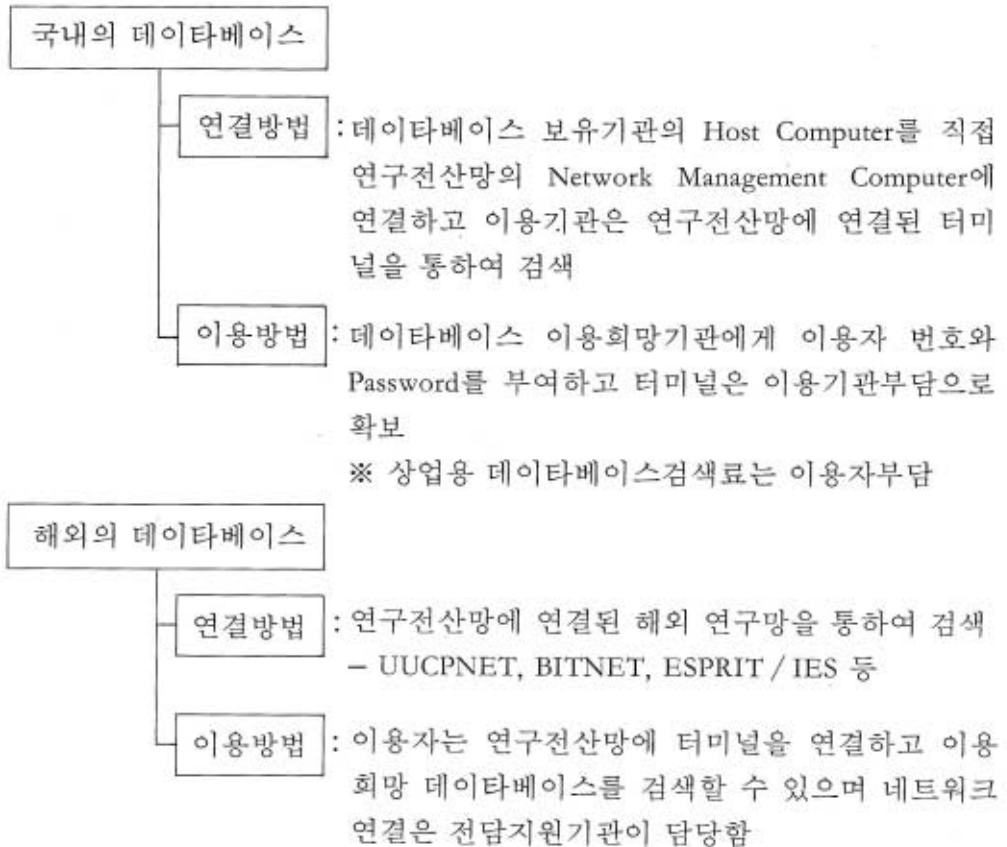 국내의 데이타베이스
연결방법 : 데이타베이스 보유기관의 Host Computer를 직접
연구전산망의 Network Management Computer에
연결하고 이용기관은 연구전산망에 연결된 터미
널을 통하여 검색
이용방법 : 데이타베이스 이용희망기관에게 이용자 번호와
Password를 부여하고 터미널은 이용기관부담으로
확보
※ 상업용 데이타베이스검색료는 이용자부담
해외의 데이타베이스
연결방법 : 연구전산망에 연결된 해외 연구망을 통하여 검색
– UUCPNET, BITNET, ESPRIT / IES 등
이용방법 : 이용자는 연구전산망에 터미널을 연결하고 이용
희망 데이타베이스를 검색할 수 있으며 네트워크
연결은 전담지원기관이 담당함